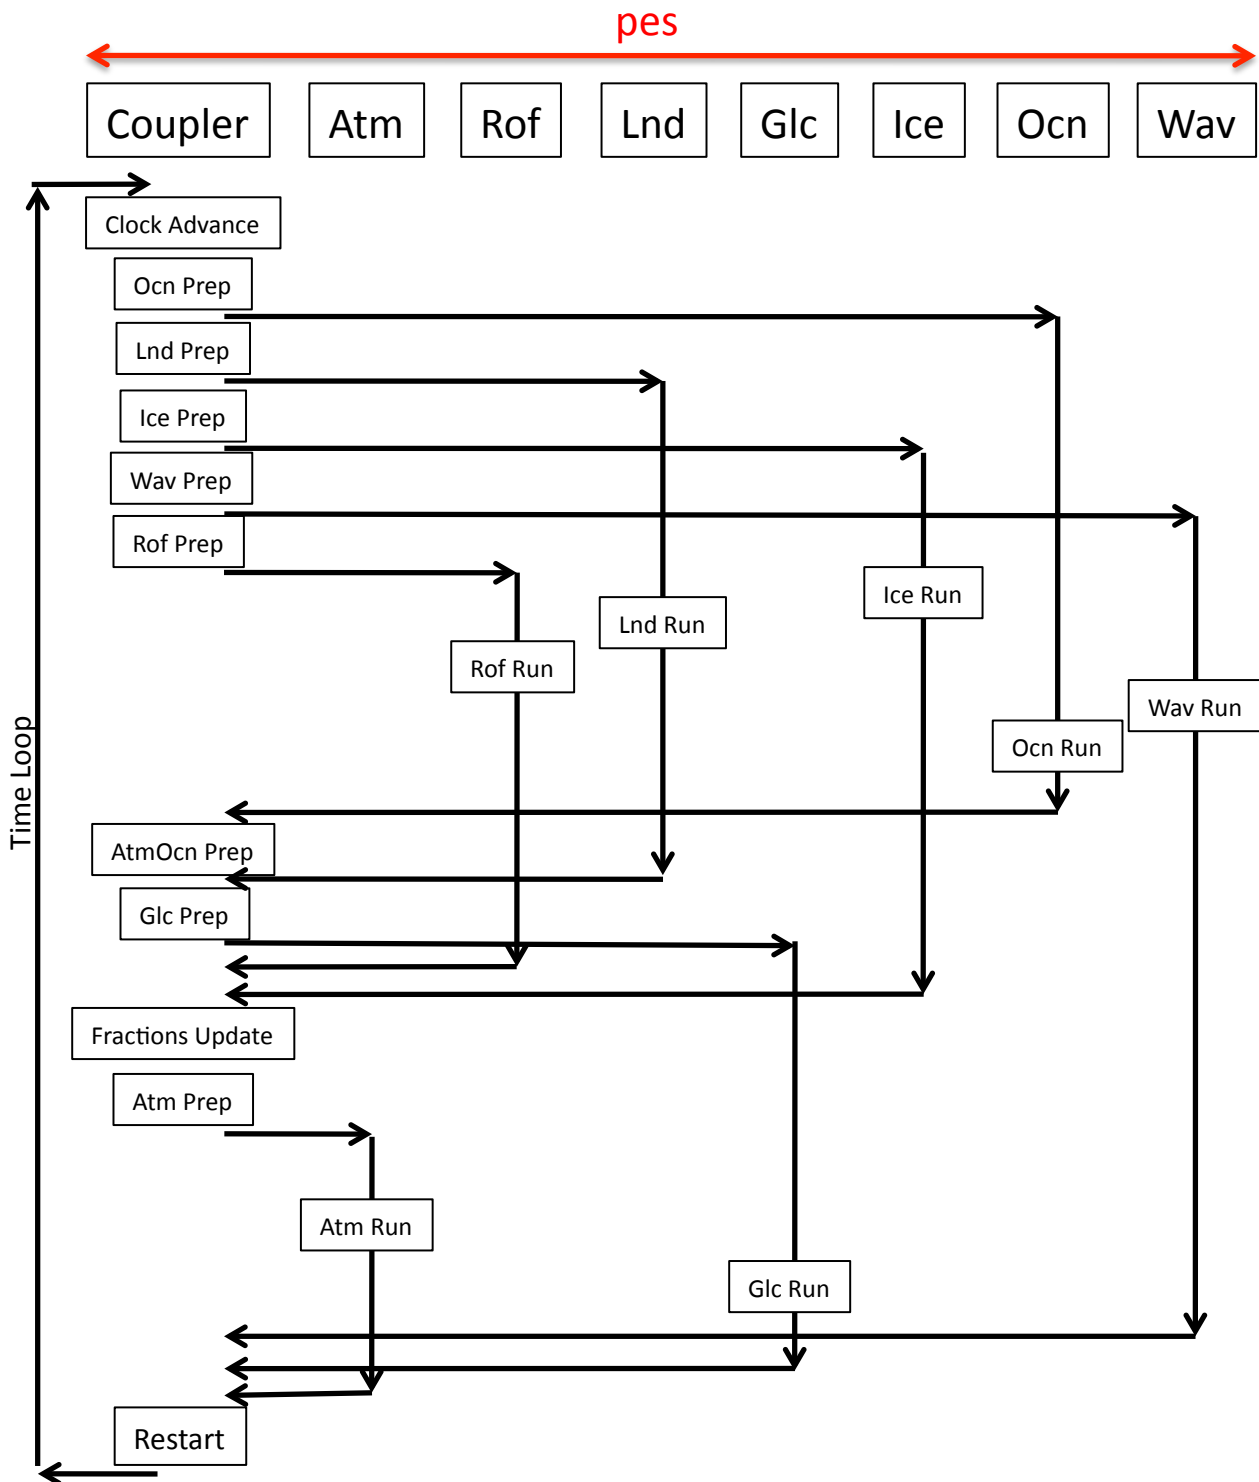 pes
Coupler
Atm
Rof
Lnd
Glc
Ice
Ocn
Wav
Clock Advance
Ocn Prep
Lnd Prep
Ice Prep
Wav Prep
Rof Prep
Ice Run
Lnd Run
Rof Run
Wav Run
Ocn Run
Time Loop
AtmOcn Prep
Glc Prep
Fractions Update
Atm Prep
Atm Run
Glc Run
Restart